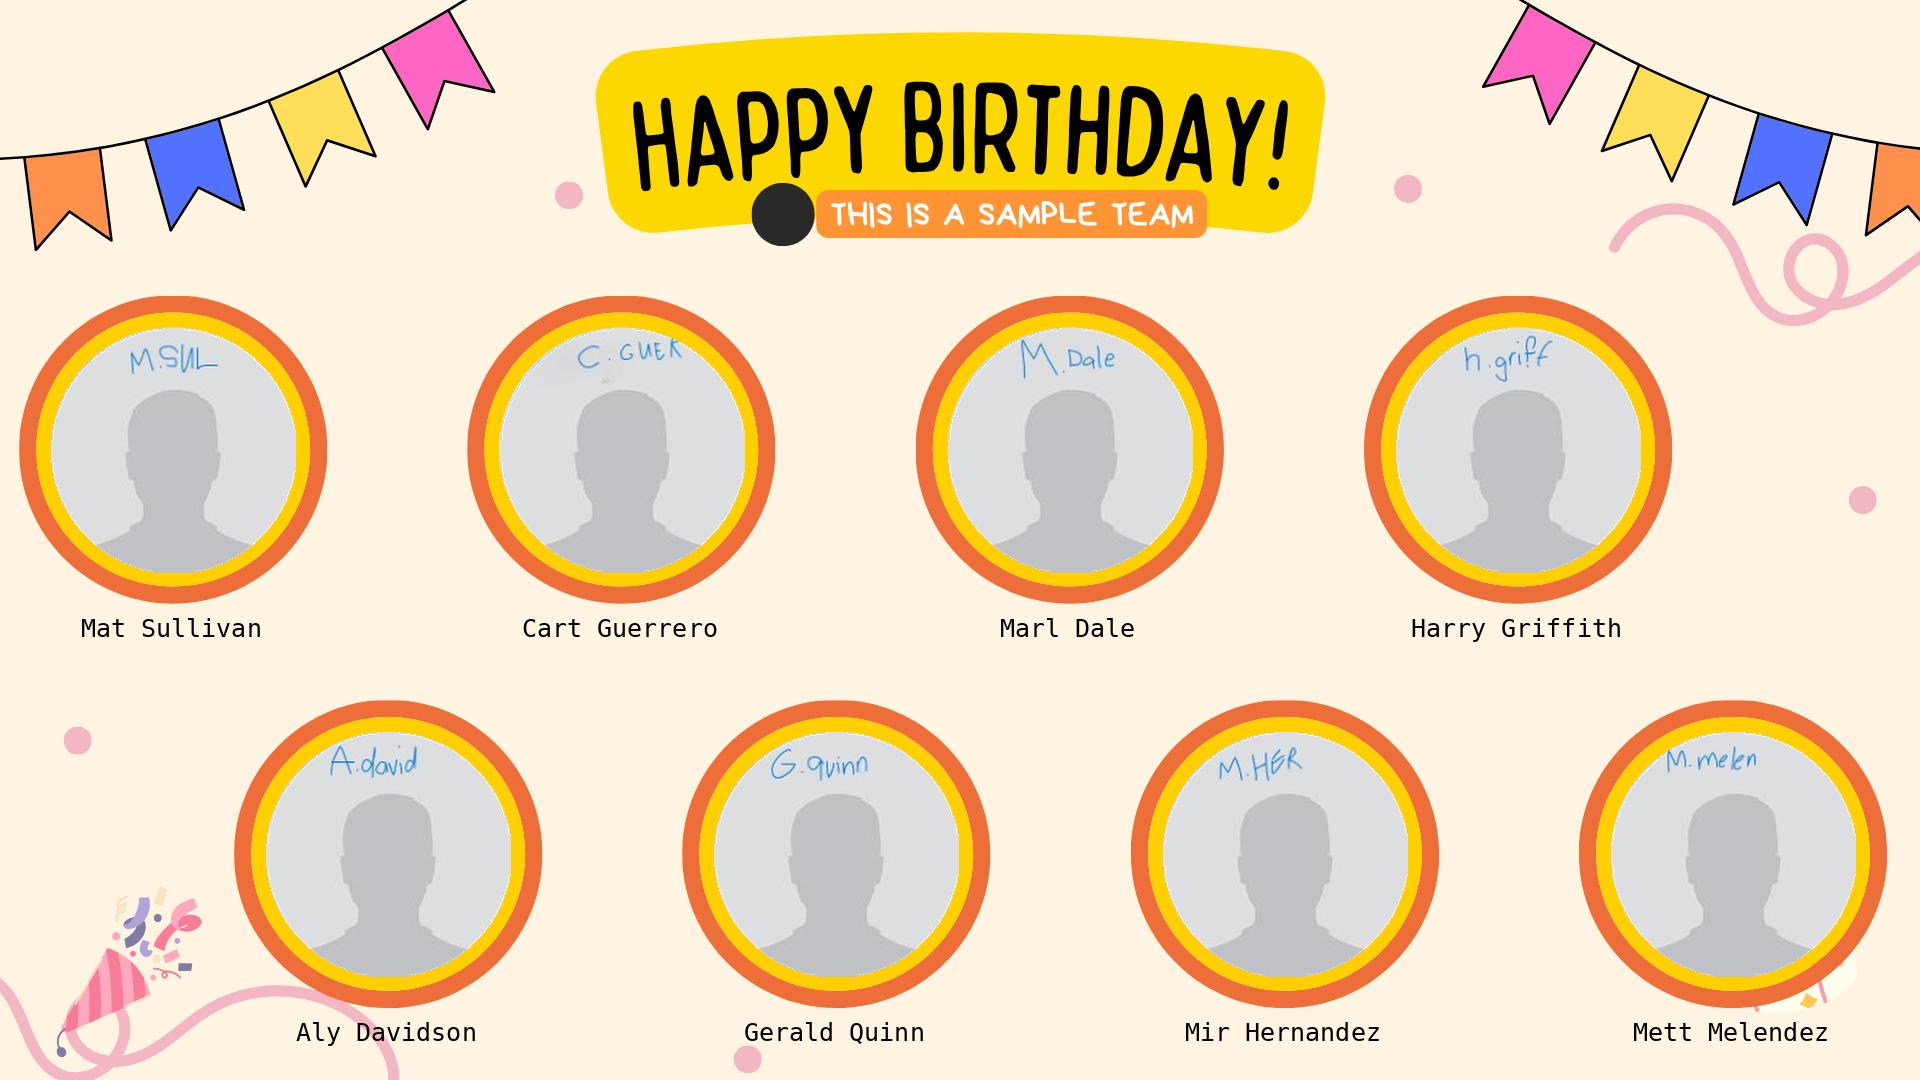 HAPPY BIRTHDAY!
THIS IS A SAMPLE TEAM
M.SUL
C.GUER
M.Dale
h.griff
Mat Sullivan
Cart Guerrero
Marl Dale
Harry Griffith
A.david
G.quinn
M.HER
M.melen
Aly Davidson
Gerald Quinn
Mir Hernandez
Mett Melendez